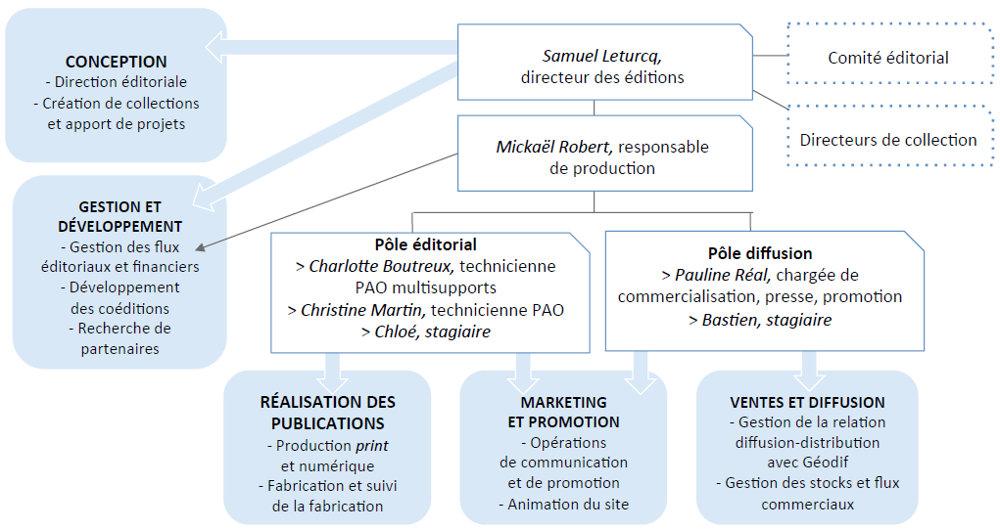 CONCEPTION
- Direction éditoriale
- Création de collections
et apport de projets
Samuel Leturcq,
directeur des éditions
Comité éditorial
Directeurs de collection
Mickaël Robert, responsable
de production
GESTION ET
DÉVELOPPEMENT
- Gestion des flux
éditoriaux et financiers
- Développement
des coéditions
- Recherche de
partenaires
Pôle éditorial
> Charlotte Boutreux, technicienne
PAO multisupports
> Christine Martin, technicienne PAO
> Chloé, stagiaire
Pôle diffusion
> Pauline Réal, chargée de
commercialisation, presse, promotion
> Bastien, stagiaire
RÉALISATION DES
PUBLICATIONS
- Production print
et numérique
- Fabrication et suivi
de la fabrication
MARKETING
ET PROMOTION
- Opérations
de communication
et de promotion
- Animation du site
VENTES ET DIFFUSION
- Gestion de la relation
diffusion-distribution
avec Géodif
- Gestion des stocks et flux
commerciaux